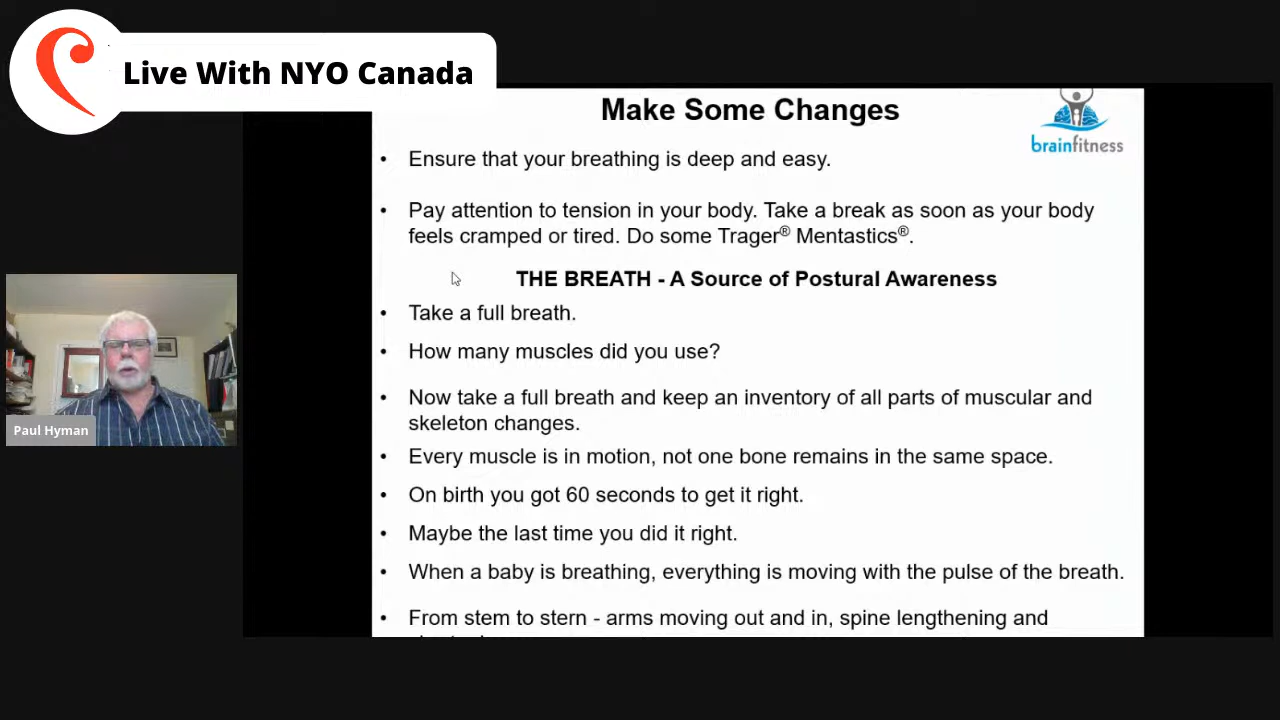 Live With NYO Canada
Make Some Changes
brainfitness
• Ensure that your breathing is deep and easy.
• Pay attention to tension in your body. Take a break as soon as your body
feels cramped or tired. Do some Trager® Mentastics®.
THE BREATH - A Source of Postural Awareness
• Take a full breath.
• How many muscles did you use?
• Now take a full breath and keep an inventory of all parts of muscular and
skeleton changes.
• Every muscle is in motion, not one bone remains in the same space.
• On birth you got 60 seconds to get it right.
• Maybe the last time you did it right.
• When a baby is breathing, everything is moving with the pulse of the breath.
• From stem to stern - arms moving out and in, spine lengthening and
Paul Hyman